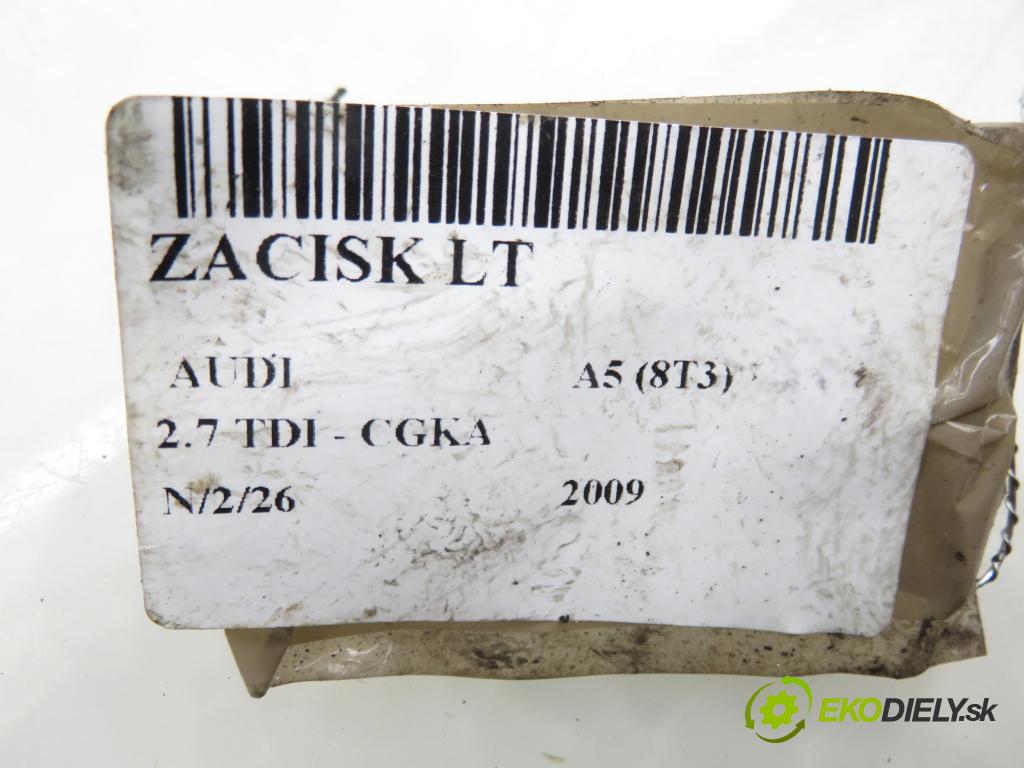 ZACISK LT
AUDI A5 (8T3)
2.7 TDI - CGKA
N/2/26 2009
EKODIELY.sk